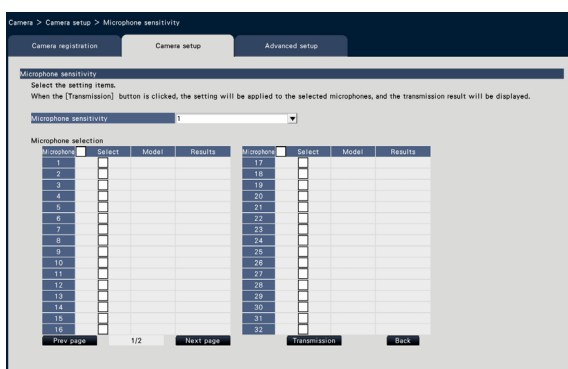 Camera > Camera setup > Microphone sensitivity
Camera registration Camera setup Advanced setup
Microphone sensitivity
Select the setting items.
When the [Transmission] button is clicked, the setting will be applied to the selected microphones, and the transmission result will be displayed.
Microphone sensitivity 1
Microphone selection
Microphone Select Model Results Microphone Select Model Results
1 17
2 18
3 19
4 20
5 21
6 22
7 23
8 24
9 25
10 26
11 27
12 28
13 29
14 30
15 31
16 32
Prev page 1/2 Next page Transmission Back